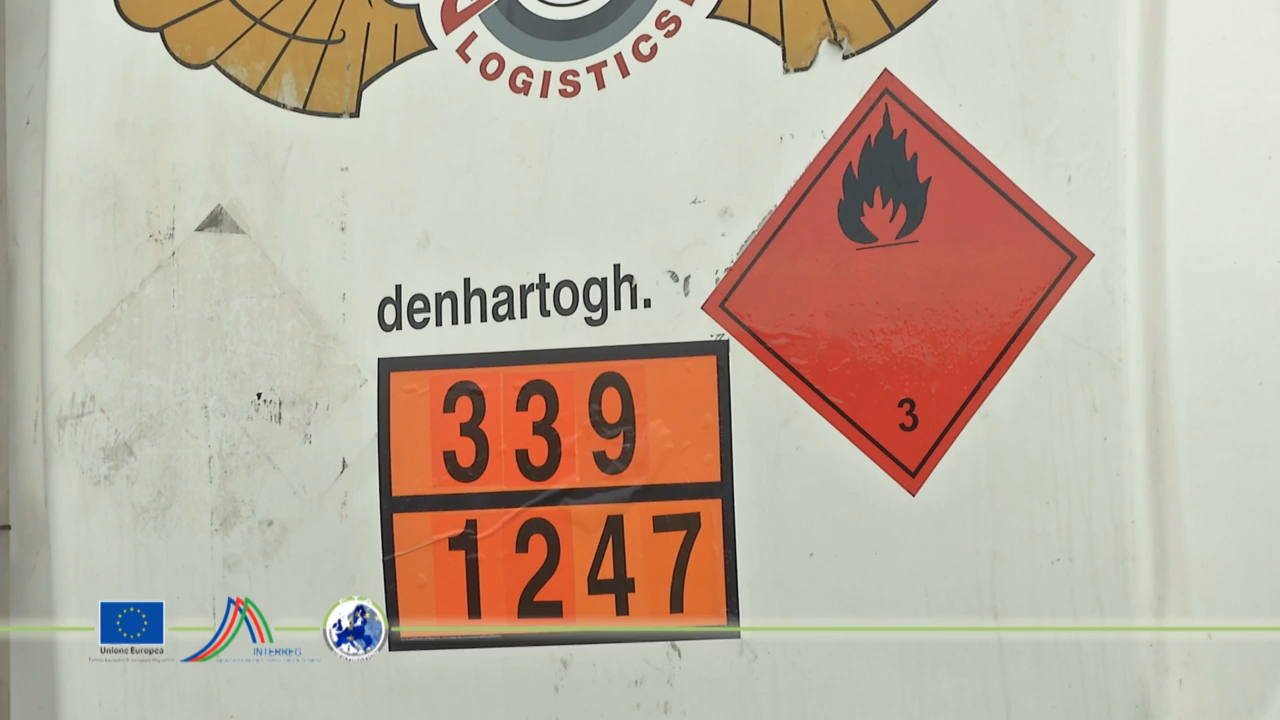 LOGISTICS
denhartogh.
3
339
1247
Unione Europea
INTERREG